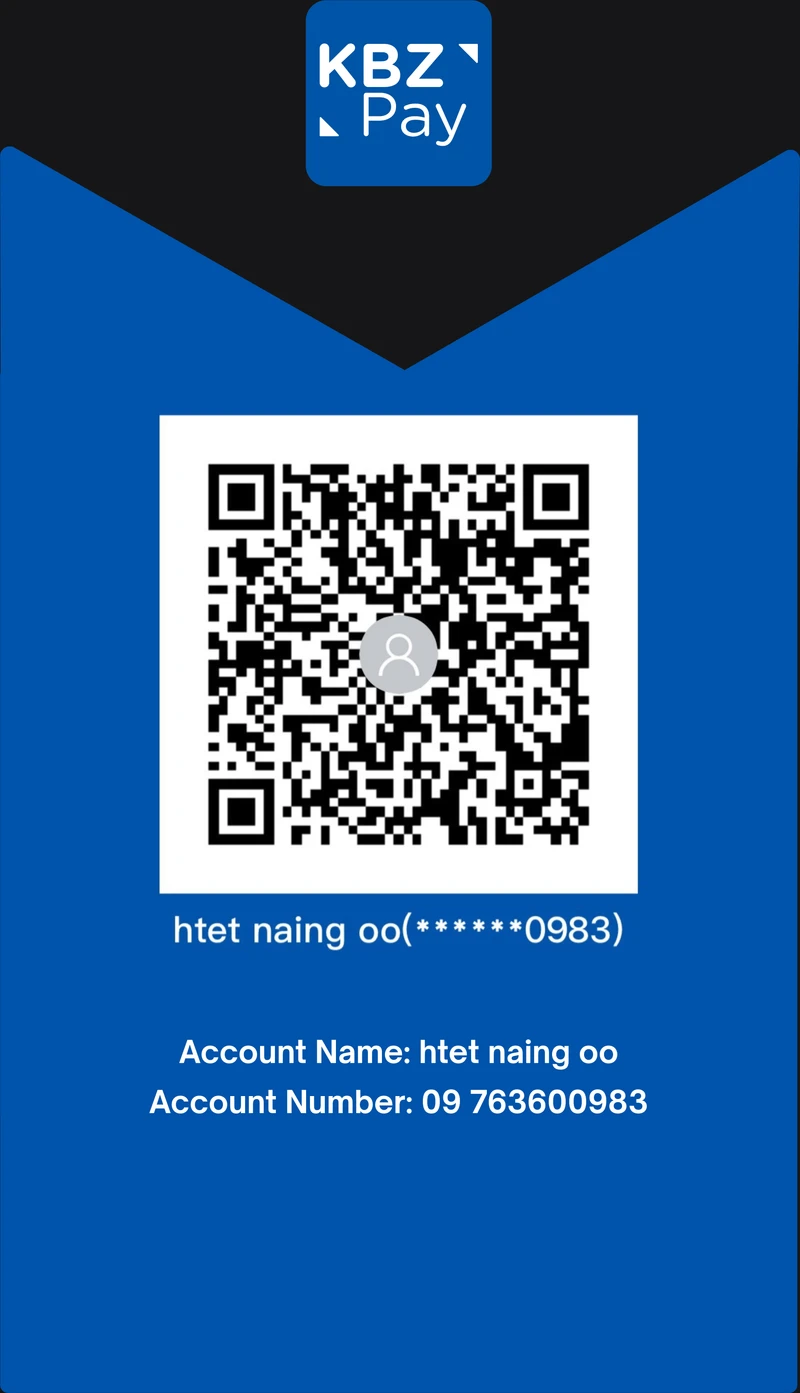 KBZ
Pay
htet naing oo(******0983)
Account Name: htet naing oo
Account Number: 09 763600983